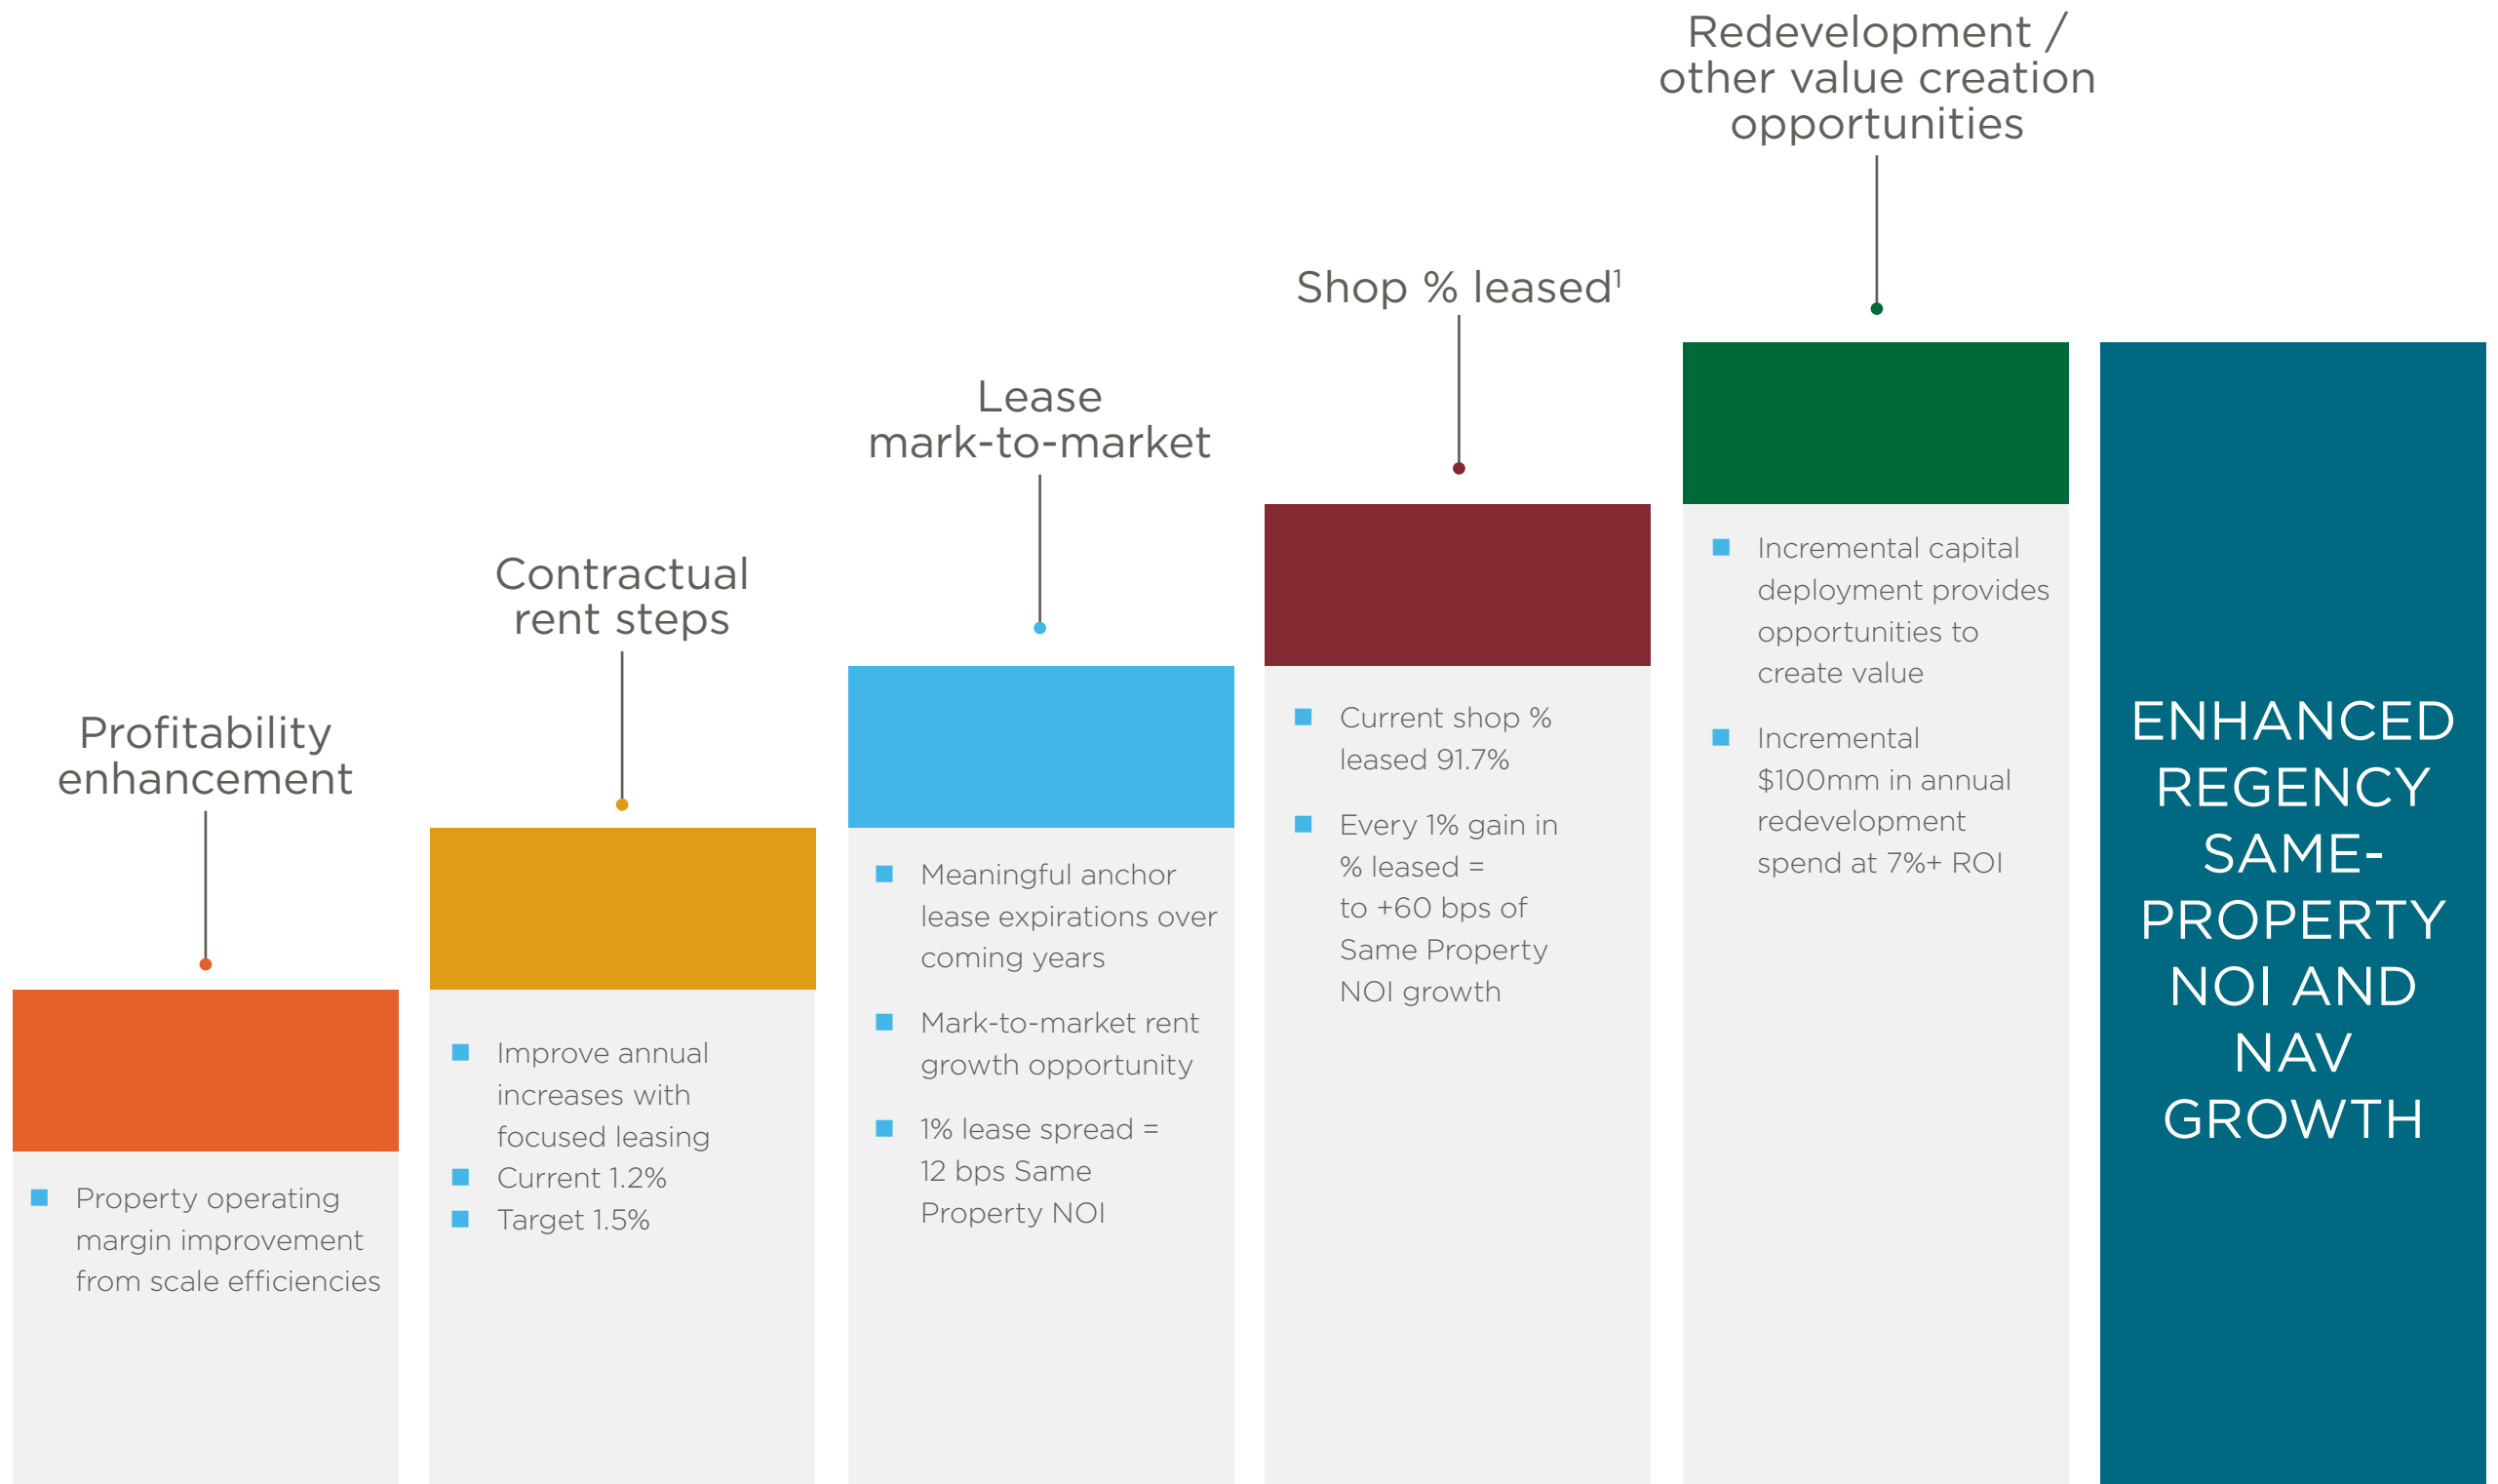 Profitability
enhancement
Property operating
margin improvement
from scale efficiencies
Contractual
rent steps
Improve annual
increases with
focused leasing
Current 1.2%
Target 1.5%
Lease
mark-to-market
Meaningful anchor
lease expirations over
coming years
Mark-to-market rent
growth opportunity
1% lease spread =
12 bps Same
Property NOI
Shop % leased¹
Current shop %
leased 91.7%
Every 1% gain in
% leased =
to +60 bps of
Same Property
NOI growth
Redevelopment /
other value creation
opportunities
Incremental capital
deployment provides
opportunities to
create value
Incremental
$100mm in annual
redevelopment
spend at 7%+ ROI
ENHANCED
REGENCY
SAME-
PROPERTY
NOI AND
NAV
GROWTH